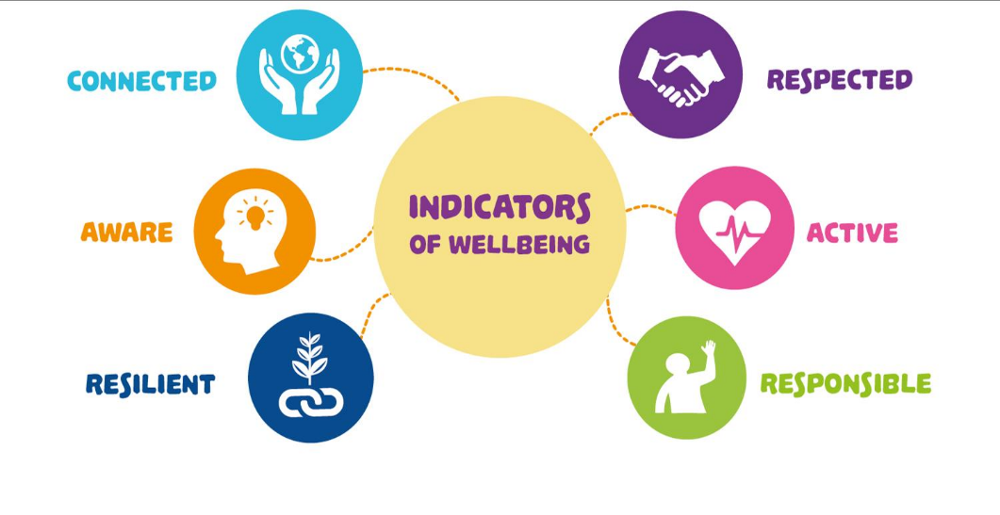 CONNECTED
RESPECTED
INDICATORS
OF WELLBEING
AWARE
ACTIVE
RESILIENT
RESPONSIBLE